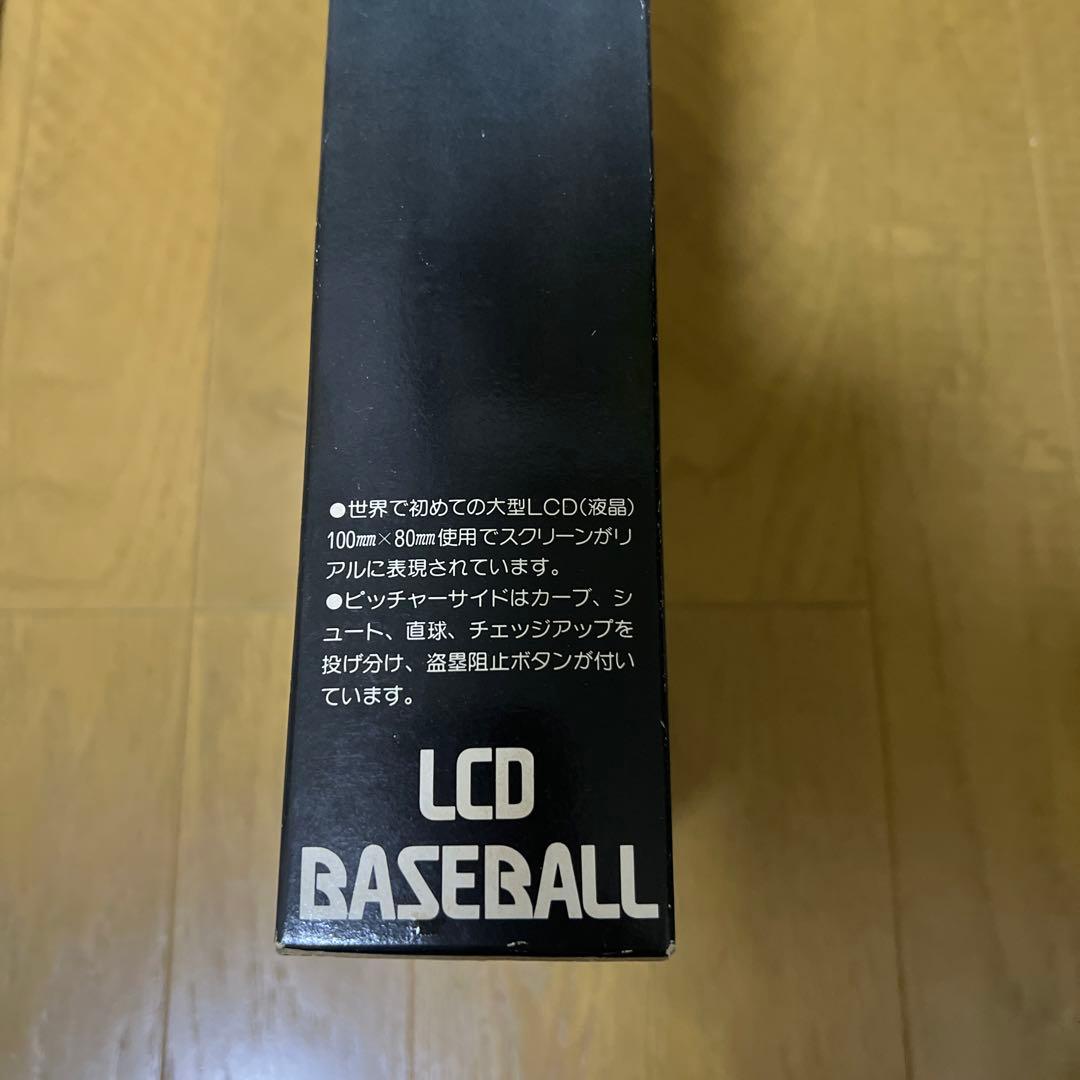 ●世界で初めての大型LCD(液晶)
100㎜×80㎜使用でスクリーンがリ
アルに表現されています。
●ピッチャーサイドはカーブ、シ
ュート、直球、チェッジアップを
投げ分け、盗塁阻止ボタンが付い
ています。
LCD
BASEBALL